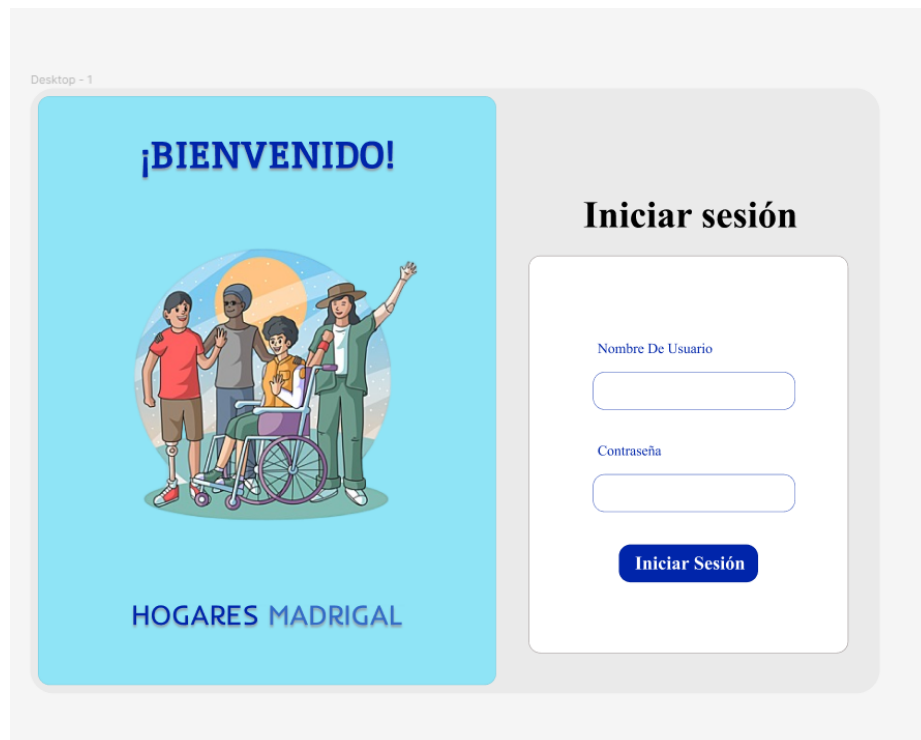 Desktop - 1
¡BIENVENIDO!
HOGARES MADRIGAL
Iniciar sesión
Nombre De Usuario
Contraseña
Iniciar Sesión